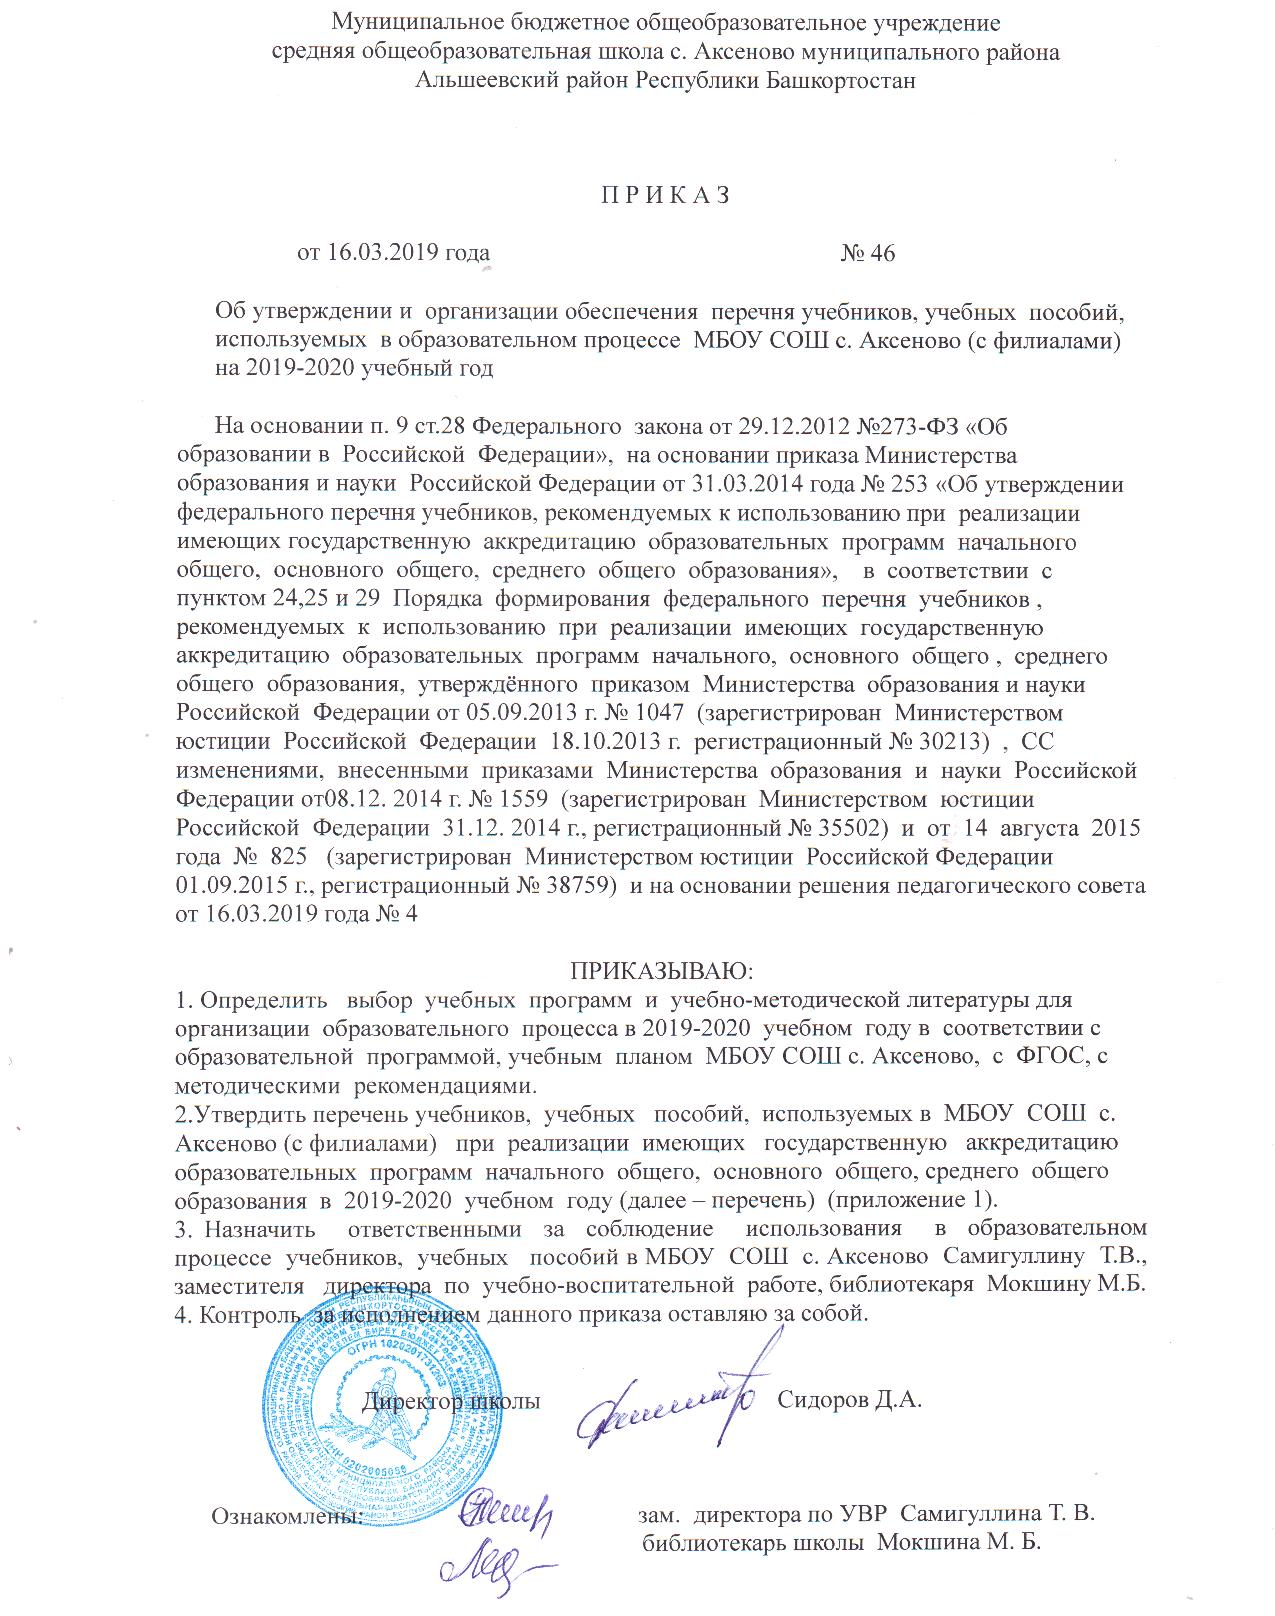 Муниципальное бюджетное общеобразовательное учреждение
средняя общеобразовательная школа с. Аксеново муниципального района
Альшеевский район Республики Башкортостан
П Р И К А З
от 16.03.2019 года № 46
Об утверждении и организации обеспечения перечня учебников, учебных пособий,
используемых в образовательном процессе МБОУ СОШ с. Аксеново (с филиалами)
на 2019-2020 учебный год
На основании п. 9 ст.28 Федерального закона от 29.12.2012 №273-ФЗ «Об
образовании в Российской Федерации», на основании приказа Министерства
образования и науки Российской Федерации от 31.03.2014 года № 253 «Об утверждении
федерального перечня учебников, рекомендуемых к использованию при реализации
имеющих государственную аккредитацию образовательных программ начального
общего, основного общего, среднего общего образования», в соответствии с
пунктом 24,25 и 29 Порядка формирования федерального перечня учебников ,
рекомендуемых к использованию при реализации имеющих государственную
аккредитацию образовательных программ начального, основного общего , среднего
общего образования, утверждённого приказом Министерства образования и науки
Российской Федерации от 05.09.2013 г. № 1047 (зарегистрирован Министерством
юстиции Российской Федерации 18.10.2013 г. регистрационный № 30213) , СС
изменениями, внесенными приказами Министерства образования и науки Российской
Федерации от08.12. 2014 г. № 1559 (зарегистрирован Министерством юстиции
Российской Федерации 31.12. 2014 г., регистрационный № 35502) и от 14 августа 2015
года № 825 (зарегистрирован Министерством юстиции Российской Федерации
01.09.2015 г., регистрационный № 38759) и на основании решения педагогического совета
от 16.03.2019 года № 4
ПРИКАЗЫВАЮ:
1. Определить выбор учебных программ и учебно-методической литературы для
организации образовательного процесса в 2019-2020 учебном году в соответствии с
образовательной программой, учебным планом МБОУ СОШ с. Аксеново, с ФГОС, с
методическими рекомендациями.
2.Утвердить перечень учебников, учебных пособий, используемых в МБОУ СОШ с.
Аксеново (с филиалами) при реализации имеющих государственную аккредитацию
образовательных программ начального общего, основного общего, среднего общего
образования в 2019-2020 учебном году (далее – перечень) (приложение 1).
3. Назначить ответственными за соблюдение использования в образовательном
процессе учебников, учебных пособий в МБОУ СОШ с. Аксеново Самигуллину Т.В.,
заместителя директора по учебно-воспитательной работе, библиотекаря Мокшину М.Б.
4. Контроль за исполнением данного приказа оставляю за собой.
Директор школы Сидоров Д.А.
ИНН 0202005059
Ознакомлены: зам. директора по УВР Самигуллина Т. В.
библиотекарь школы Мокшина М. Б.